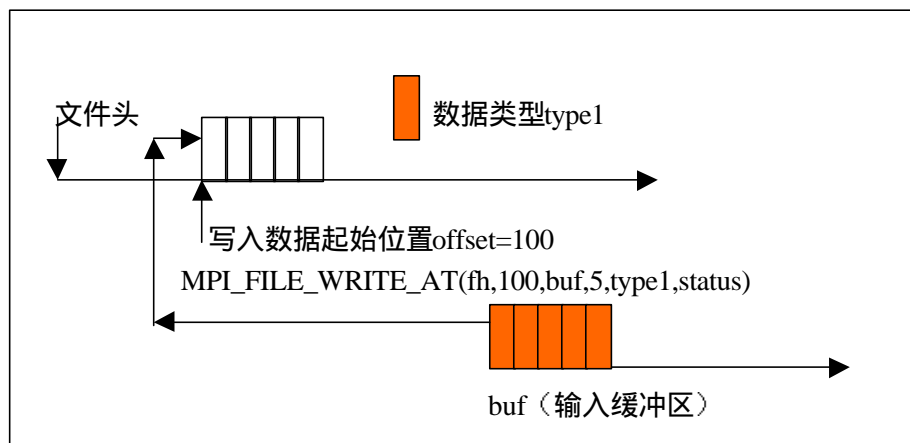 文件头
数据类型type1
写入数据起始位置offset=100
MPI_FILE_WRITE_AT(fh,100,buf,5,type1,status)
buf（输入缓冲区）